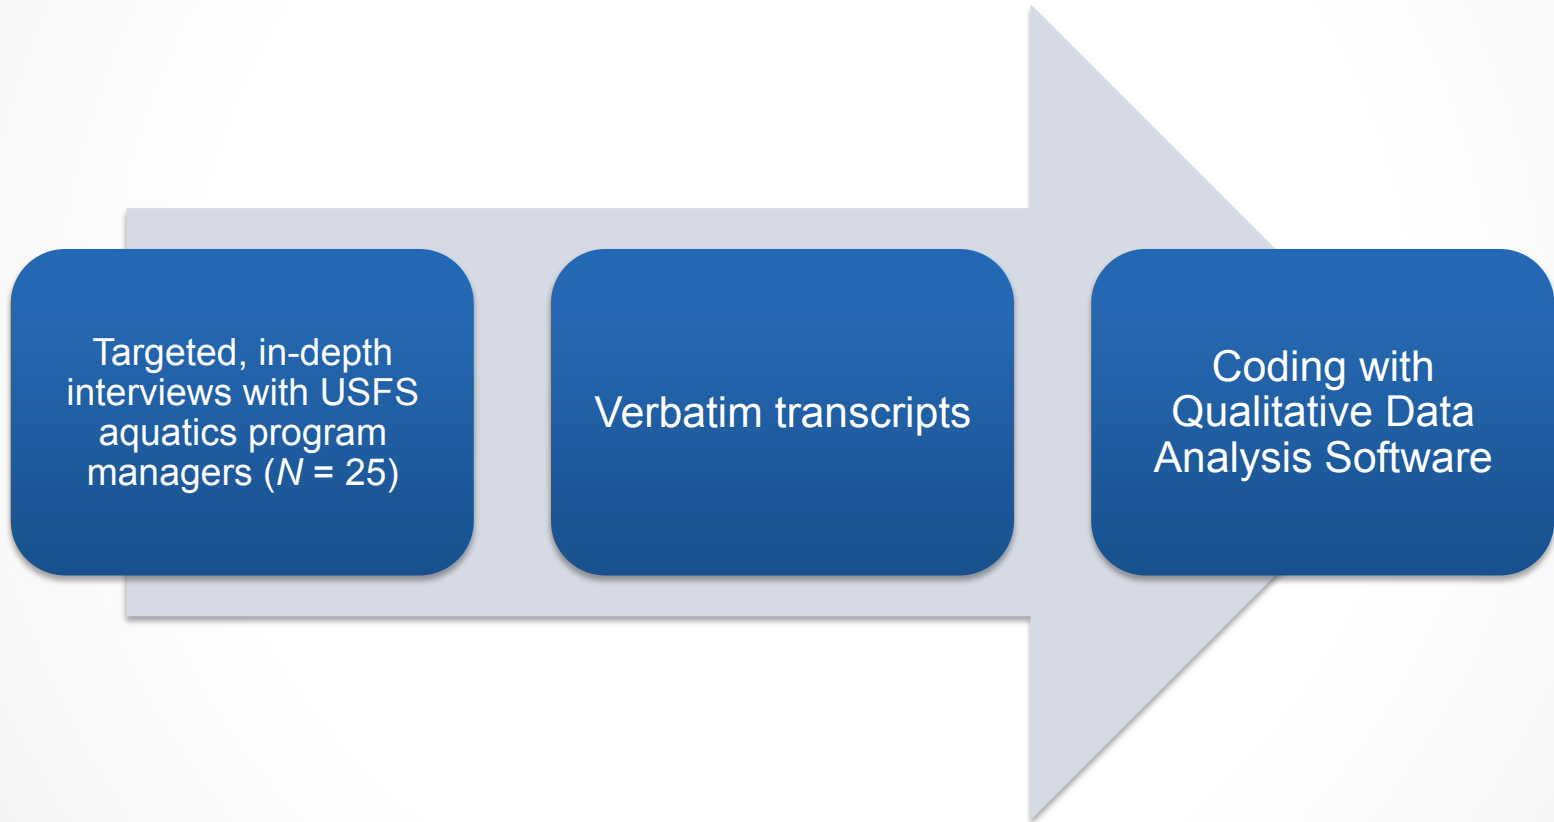 Targeted, in-depth
interviews with USFS
aquatics program
managers (N = 25)
Verbatim transcripts
Coding with
Qualitative Data
Analysis Software